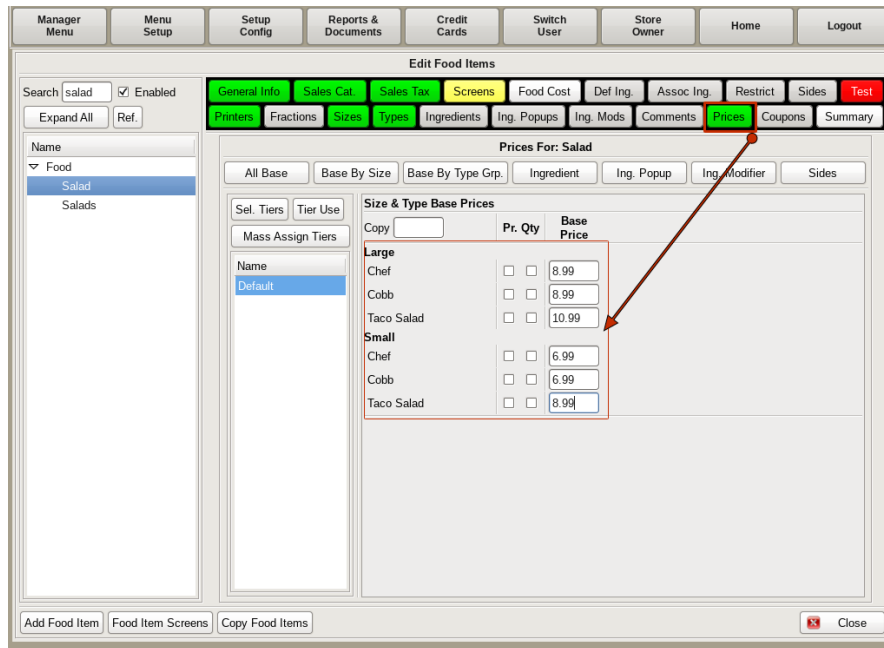 Manager Menu Setup Reports & Credit Switch Store Home Logout
Menu Setup Config Documents Cards User Owner
Edit Food Items
Search salad Enabled General Info Sales Cat. Sales Tax Screens Food Cost Def Ing. Assoc Ing. Restrict Sides Test
Expand All Ref. Printers Fractions Sizes Types Ingredients Ing. Popups Ing. Mods Comments Prices Coupons Summary
Name Prices For: Salad
Food All Base Base By Size Base By Type Grp. Ingredient Ing. Popup Ing. Modifier Sides
Salad
Salads Sel. Tiers Tier Use Size & Type Base Prices
Mass Assign Tiers Copy Pr. Qty Base
Price
Name Large
Default Chef 8.99
Cobb 8.99
Taco Salad 10.99
Small
Chef 6.99
Cobb 6.99
Taco Salad 8.99
Add Food Item Food Item Screens Copy Food Items Close